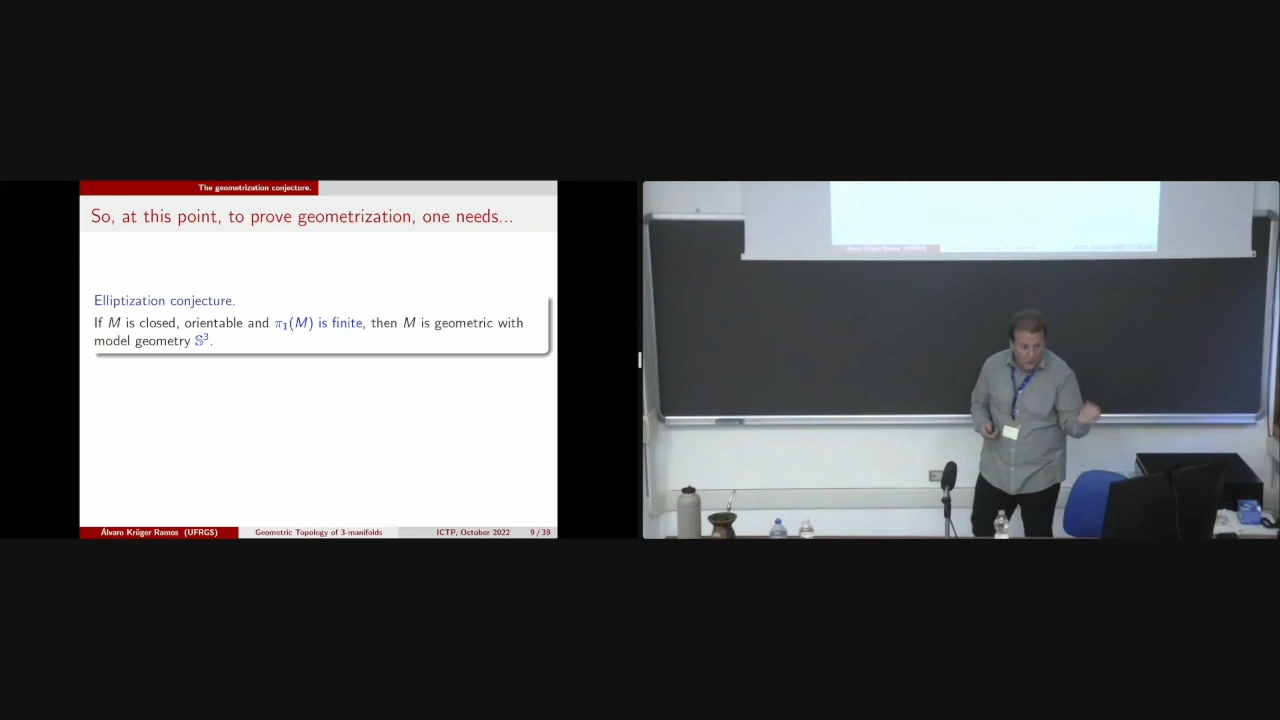 The geometrization conjecture.
So, at this point, to prove geometrization, one needs...
Elliptization conjecture.
If M is closed, orientable and π₁(M) is finite, then M is geometric with
model geometry 𝕊³.
Álvaro Krüger Ramos (UFRGS) Geometric Topology of 3-manifolds ICTP, October 2022 9 / 39